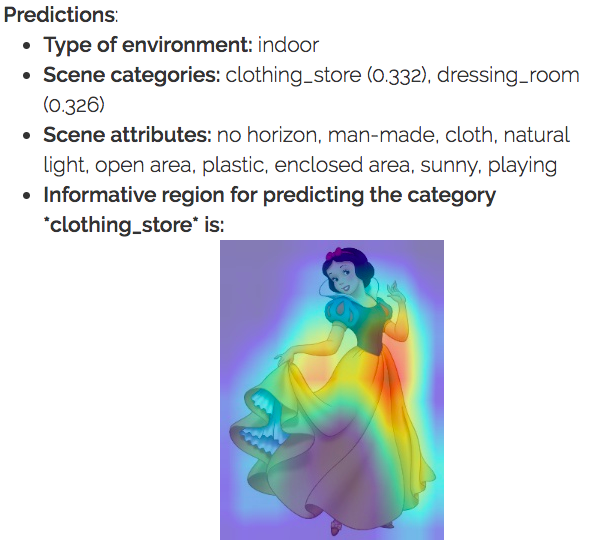 Predictions:
• Type of environment: indoor
• Scene categories: clothing_store (0.332), dressing_room
(0.326)
• Scene attributes: no horizon, man-made, cloth, natural
light, open area, plastic, enclosed area, sunny, playing
• Informative region for predicting the category
*clothing_store* is: